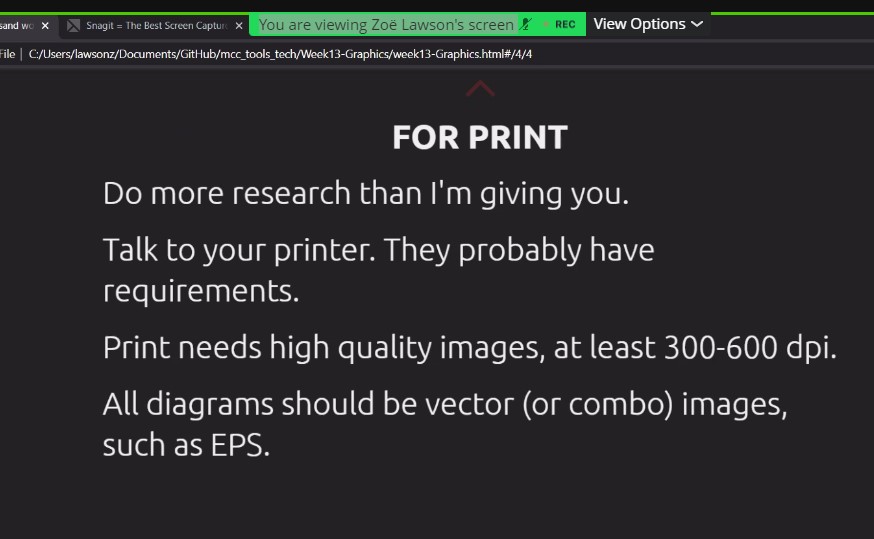 sand wo ×
Snagit = The Best Screen Captur ×
You are viewing Zoë Lawson's screen
REC
View Options
File | C:/Users/lawsonz/Documents/GitHub/mcc_tools_tech/Week13-Graphics/week13-Graphics.html#/4/4
FOR PRINT
Do more research than I'm giving you.
Talk to your printer. They probably have
requirements.
Print needs high quality images, at least 300-600 dpi.
All diagrams should be vector (or combo) images,
such as EPS.